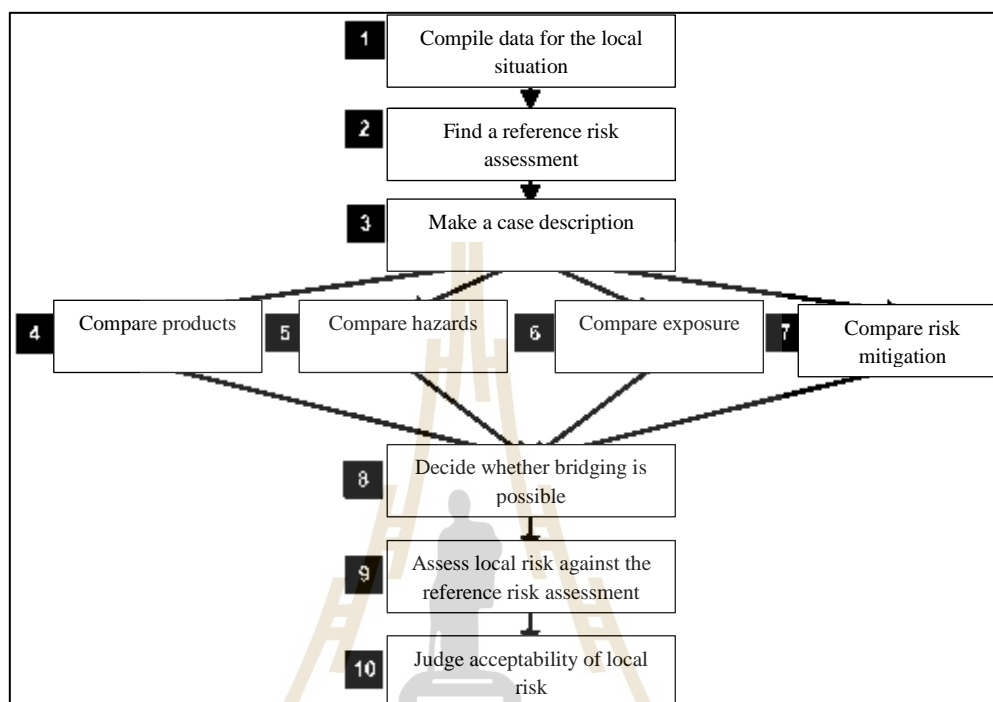 1
Compile data for the local
situation
2
Find a reference risk
assessment
3
Make a case description
4
Compare products
5
Compare hazards
6
Compare exposure
7
Compare risk
mitigation
8
Decide whether bridging is
possible
9
Assess local risk against the
reference risk assessment
10
Judge acceptability of local
risk